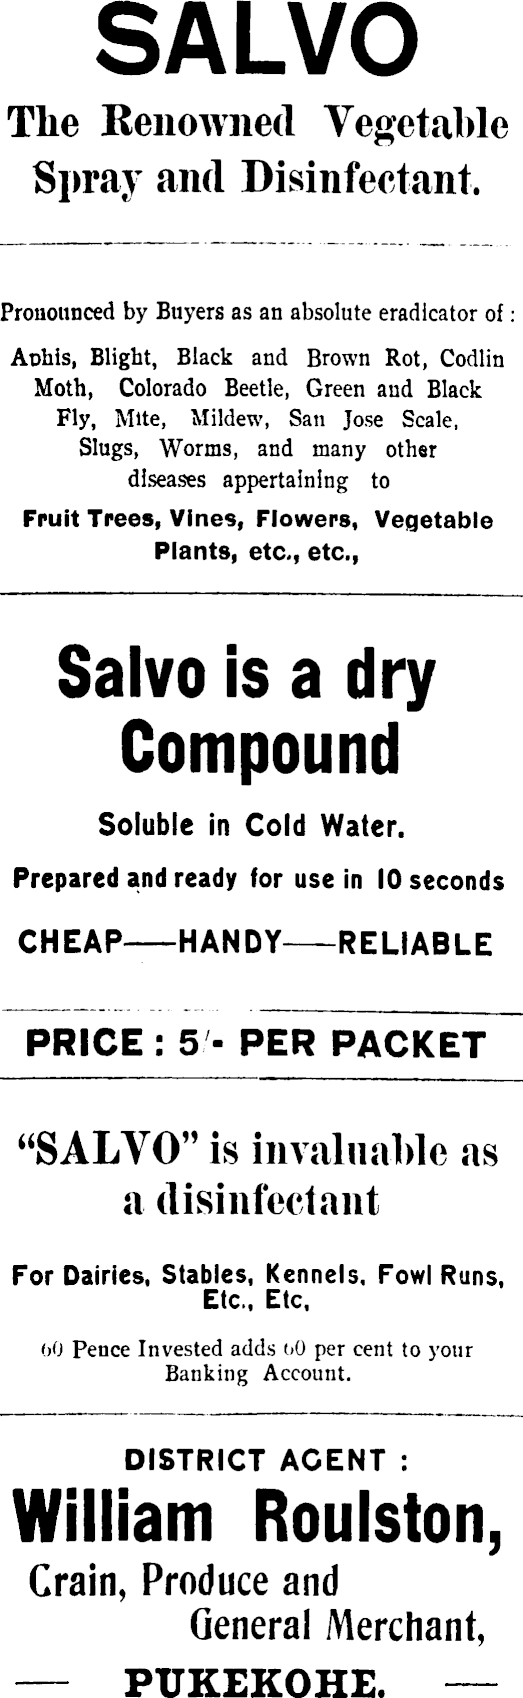 SALVO
The Renowned Vegetable
Spray and Disinfectant.
Pronounced by Buyers as an absolute eradicator of :
Aphis, Blight, Black and Brown Rot, Codlin
Moth, Colorado Beetle, Green and Black
Fly, Mite, Mildew, San Jose Scale,
Slugs, Worms, and many other
diseases appertaining to
Fruit Trees, Vines, Flowers, Vegetable
Plants, etc., etc.,
Salvo is a dry
Compound
Soluble in Cold Water.
Prepared and ready for use in 10 seconds
CHEAP—HANDY—RELIABLE
PRICE : 5/- PER PACKET
“SALVO” is invaluable as
a disinfectant
For Dairies, Stables, Kennels, Fowl Runs,
Etc., Etc,
60 Pence Invested adds 60 per cent to your
Banking Account.
DISTRICT AGENT :
William Roulston,
Grain, Produce and
General Merchant,
— PUKEKOHE. —